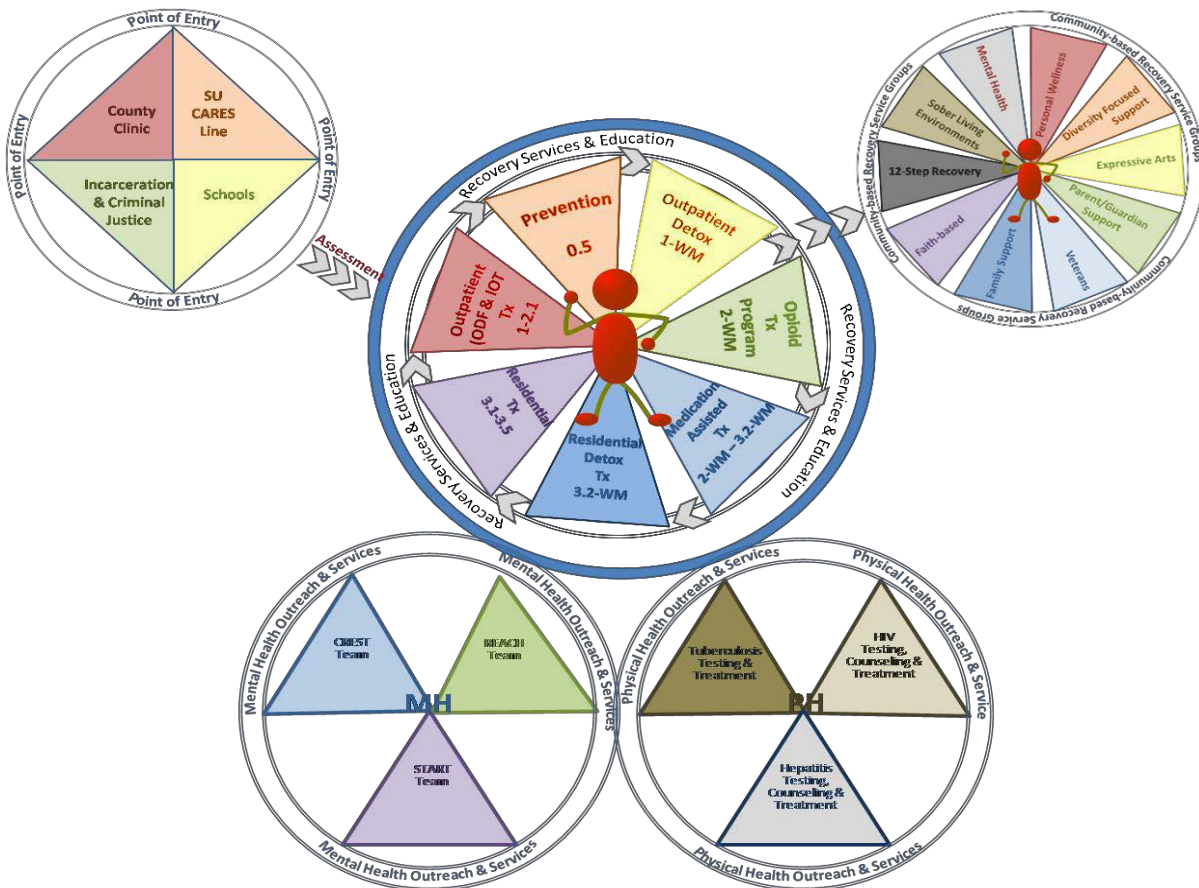 Point of Entry
Point of Entry
Point of Entry
Point of Entry
County
Clinic
SU
CARES
Line
Incarceration
& Criminal
Justice
Schools
Assessment
Recovery Services & Education
Recovery Services & Education
Recovery Services & Education
Prevention
0.5
Outpatient
Detox
1-WM
Opioid
Tx
Program
2-WM
Medication
Assisted
Tx
2-WM – 3.2-WM
Residential
Detox
Tx
3.2-WM
Residential
Tx
3.1-3.5
Outpatient
(ODF & IOT
Tx
1-2.1
Community-based Recovery Service Groups
Community-based Recovery Service Groups
Community-based Recovery Service Groups
Mental Health
Personal Wellness
Diversity Focused
Support
Expressive Arts
Parent/Guardian
Support
Veterans
Family Support
Faith-based
12-Step Recovery
Sober Living
Environments
Mental Health Outreach & Services
Mental Health Outreach & Services
Mental Health Outreach & Services
CREST
Team
REACH
Team
MH
START
Team
Physical Health Outreach & Services
Physical Health Outreach & Service
Physical Health Outreach & Services
Tuberculosis
Testing &
Treatment
HIV
Testing,
Counseling &
Treatment
PH
Hepatitis
Testing,
Counseling &
Treatment